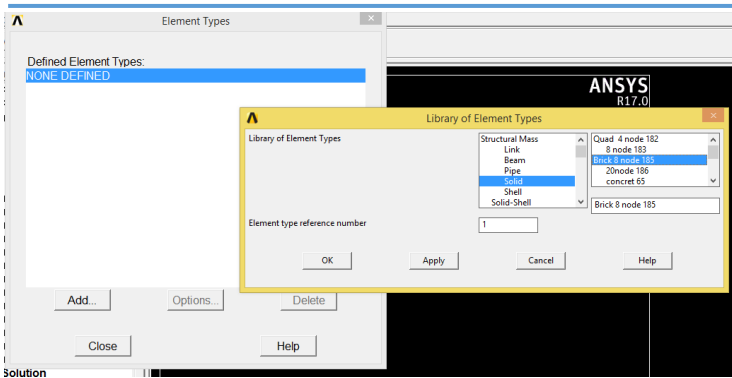 Element Types
Defined Element Types:
NONE DEFINED
ANSYS
R17.0
Library of Element Types
Library of Element Types
Structural Mass
Link
Beam
Pipe
Solid
Shell
Solid-Shell
Quad 4 node 182
8 node 183
Brick 8 node 185
20node 186
concret 65
Brick 8 node 185
Element type reference number
1
OK
Apply
Cancel
Help
Add...
Options...
Delete
Close
Help
Solution